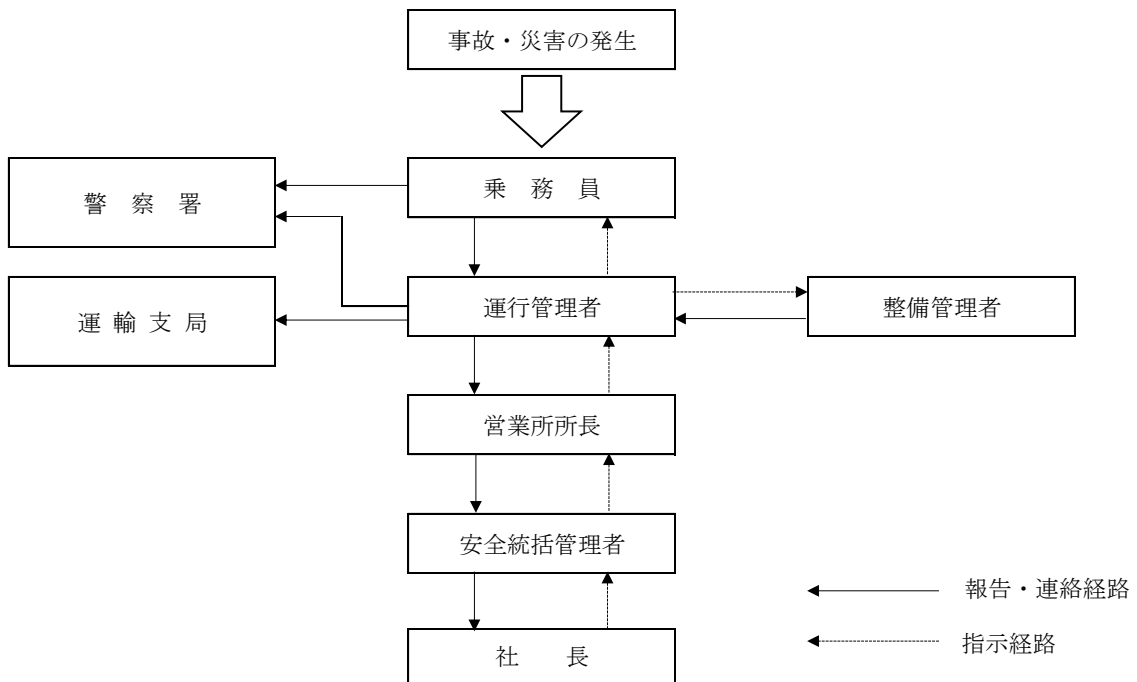 事故・災害の発生
乗　務　員
警　察　署
運行管理者
整備管理者
運 輸 支 局
営業所所長
安全統括管理者
報告・連絡経路
指示経路
社　　長